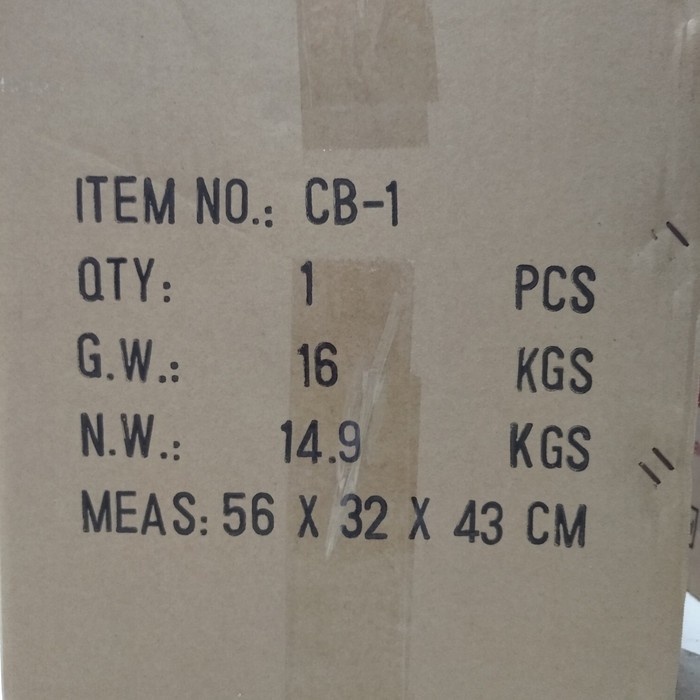 ITEM NO.: CB-1
QTY: 1 PCS
G.W.: 16 KGS
N.W.: 14.9 KGS
MEAS: 56 X 32 X 43 CM